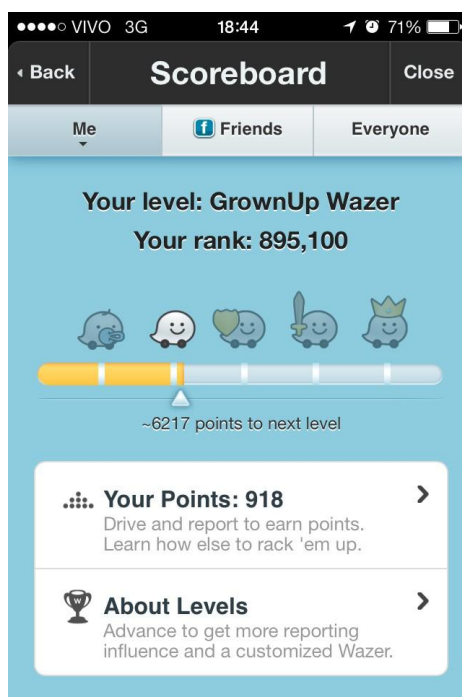 VIVO 3G 18:44 71%
Back Scoreboard Close
Me f Friends Everyone
Your level: GrownUp Wazer
Your rank: 895,100
~6217 points to next level
Your Points: 918
Drive and report to earn points.
Learn how else to rack 'em up.
W
About Levels
Advance to get more reporting
influence and a customized Wazer.